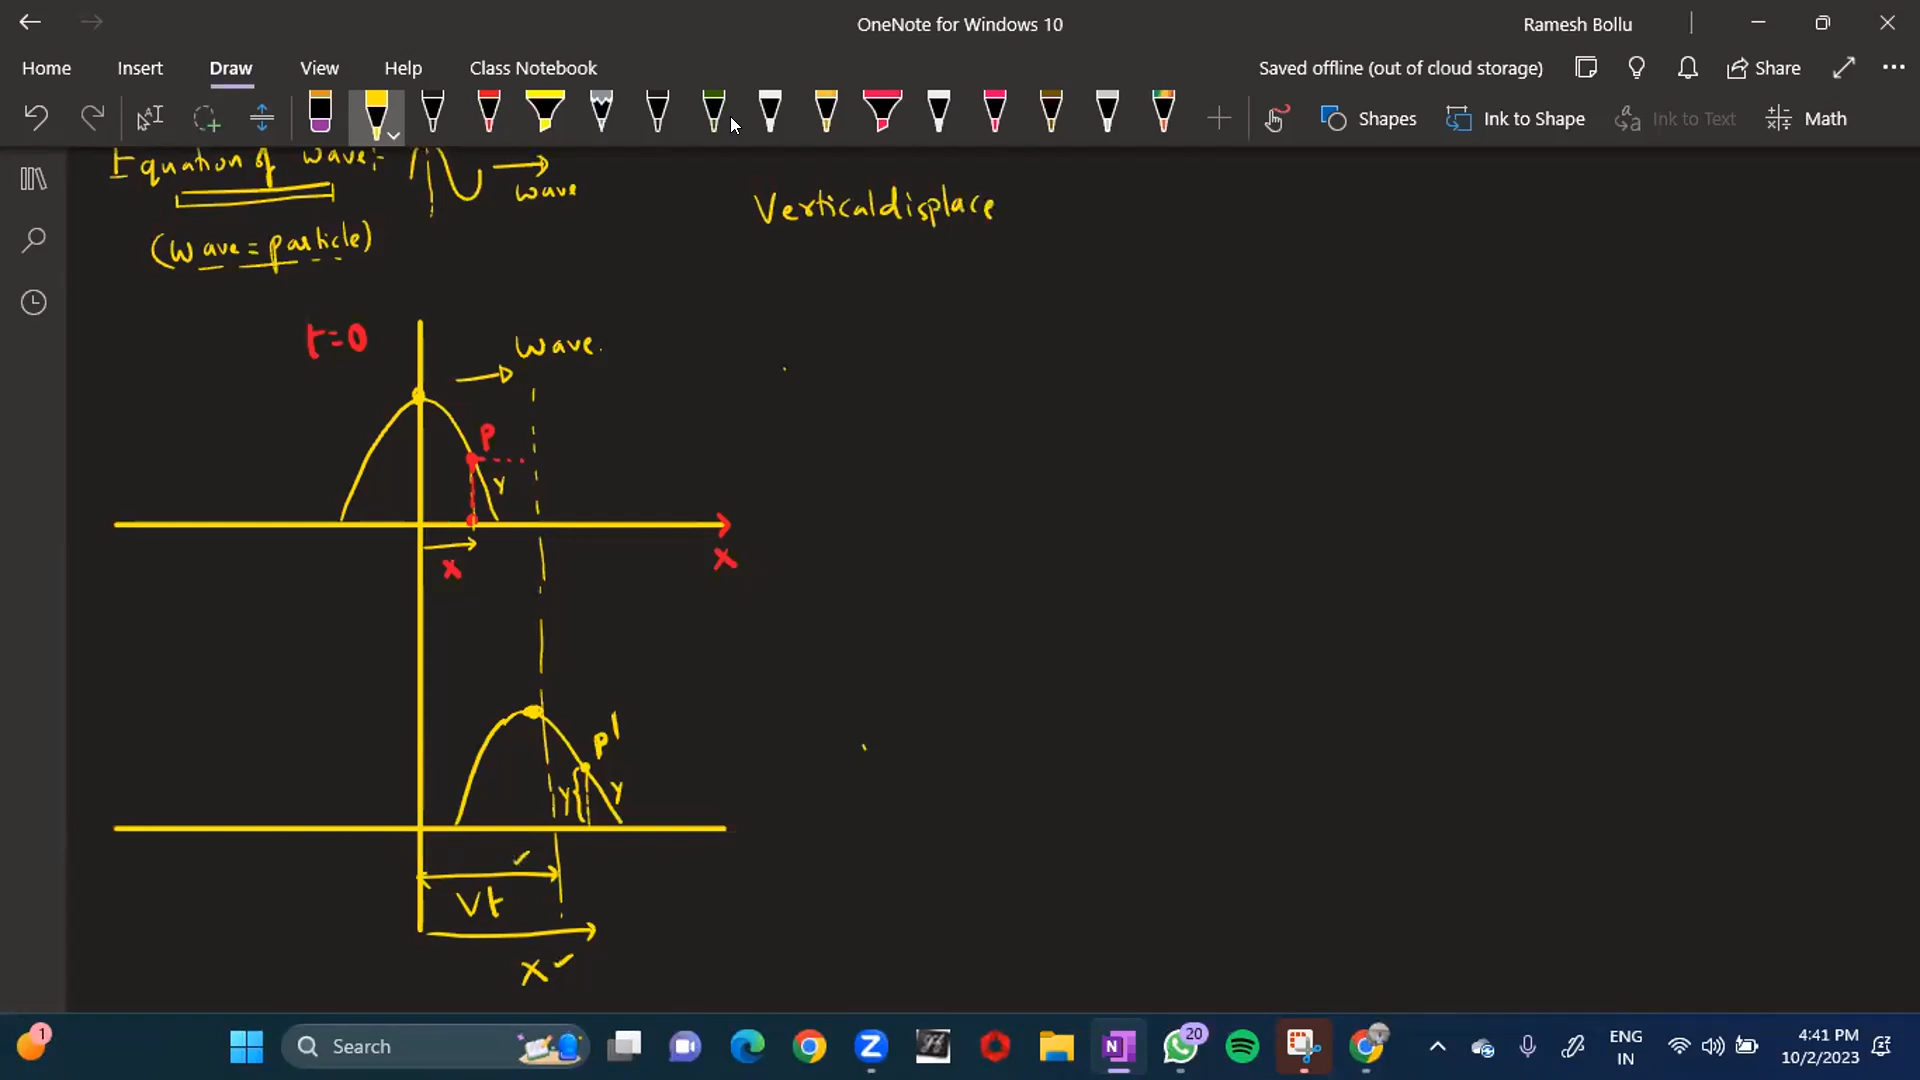 OneNote for Windows 10
Ramesh Bollu
Home Insert Draw View Help Class Notebook
Saved offline (out of cloud storage)
Share
Shapes
Ink to Shape
Ink to Text
Math
Equation of wave:-
wave
Verticaldisplace
(wave = particle)
t=0
wave
P
Y
x
X
P'
Y
Y
Vt
x
1
Search
20
ENG
IN
4:41 PM
10/2/2023